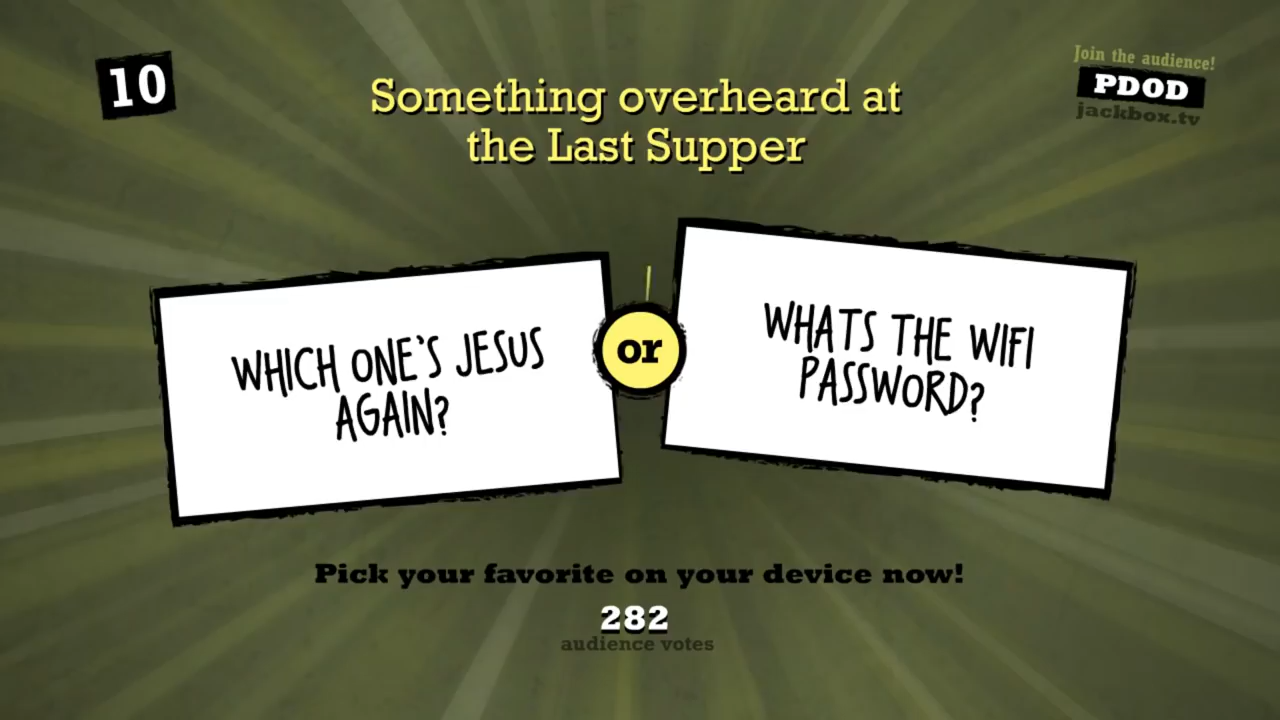 10
Something overheard at
the Last Supper
Join the audience!
PDOD
jackbox.tv
WHICH ONE'S JESUS
AGAIN?
or
WHATS THE WIFI
PASSWORD?
Pick your favorite on your device now!
282
audience votes